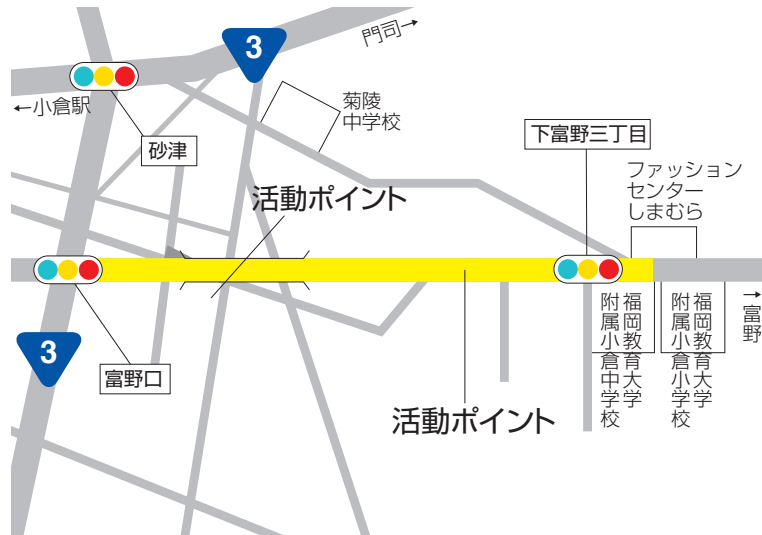 3
門司→
←小倉駅
菊陵
中学校
砂津
下富野三丁目
ファッション
センター
しまむら
活動ポイント
→富野
3
富野口
活動ポイント
福岡教育大学
附属小倉中学校
福岡教育大学
附属小倉小学校